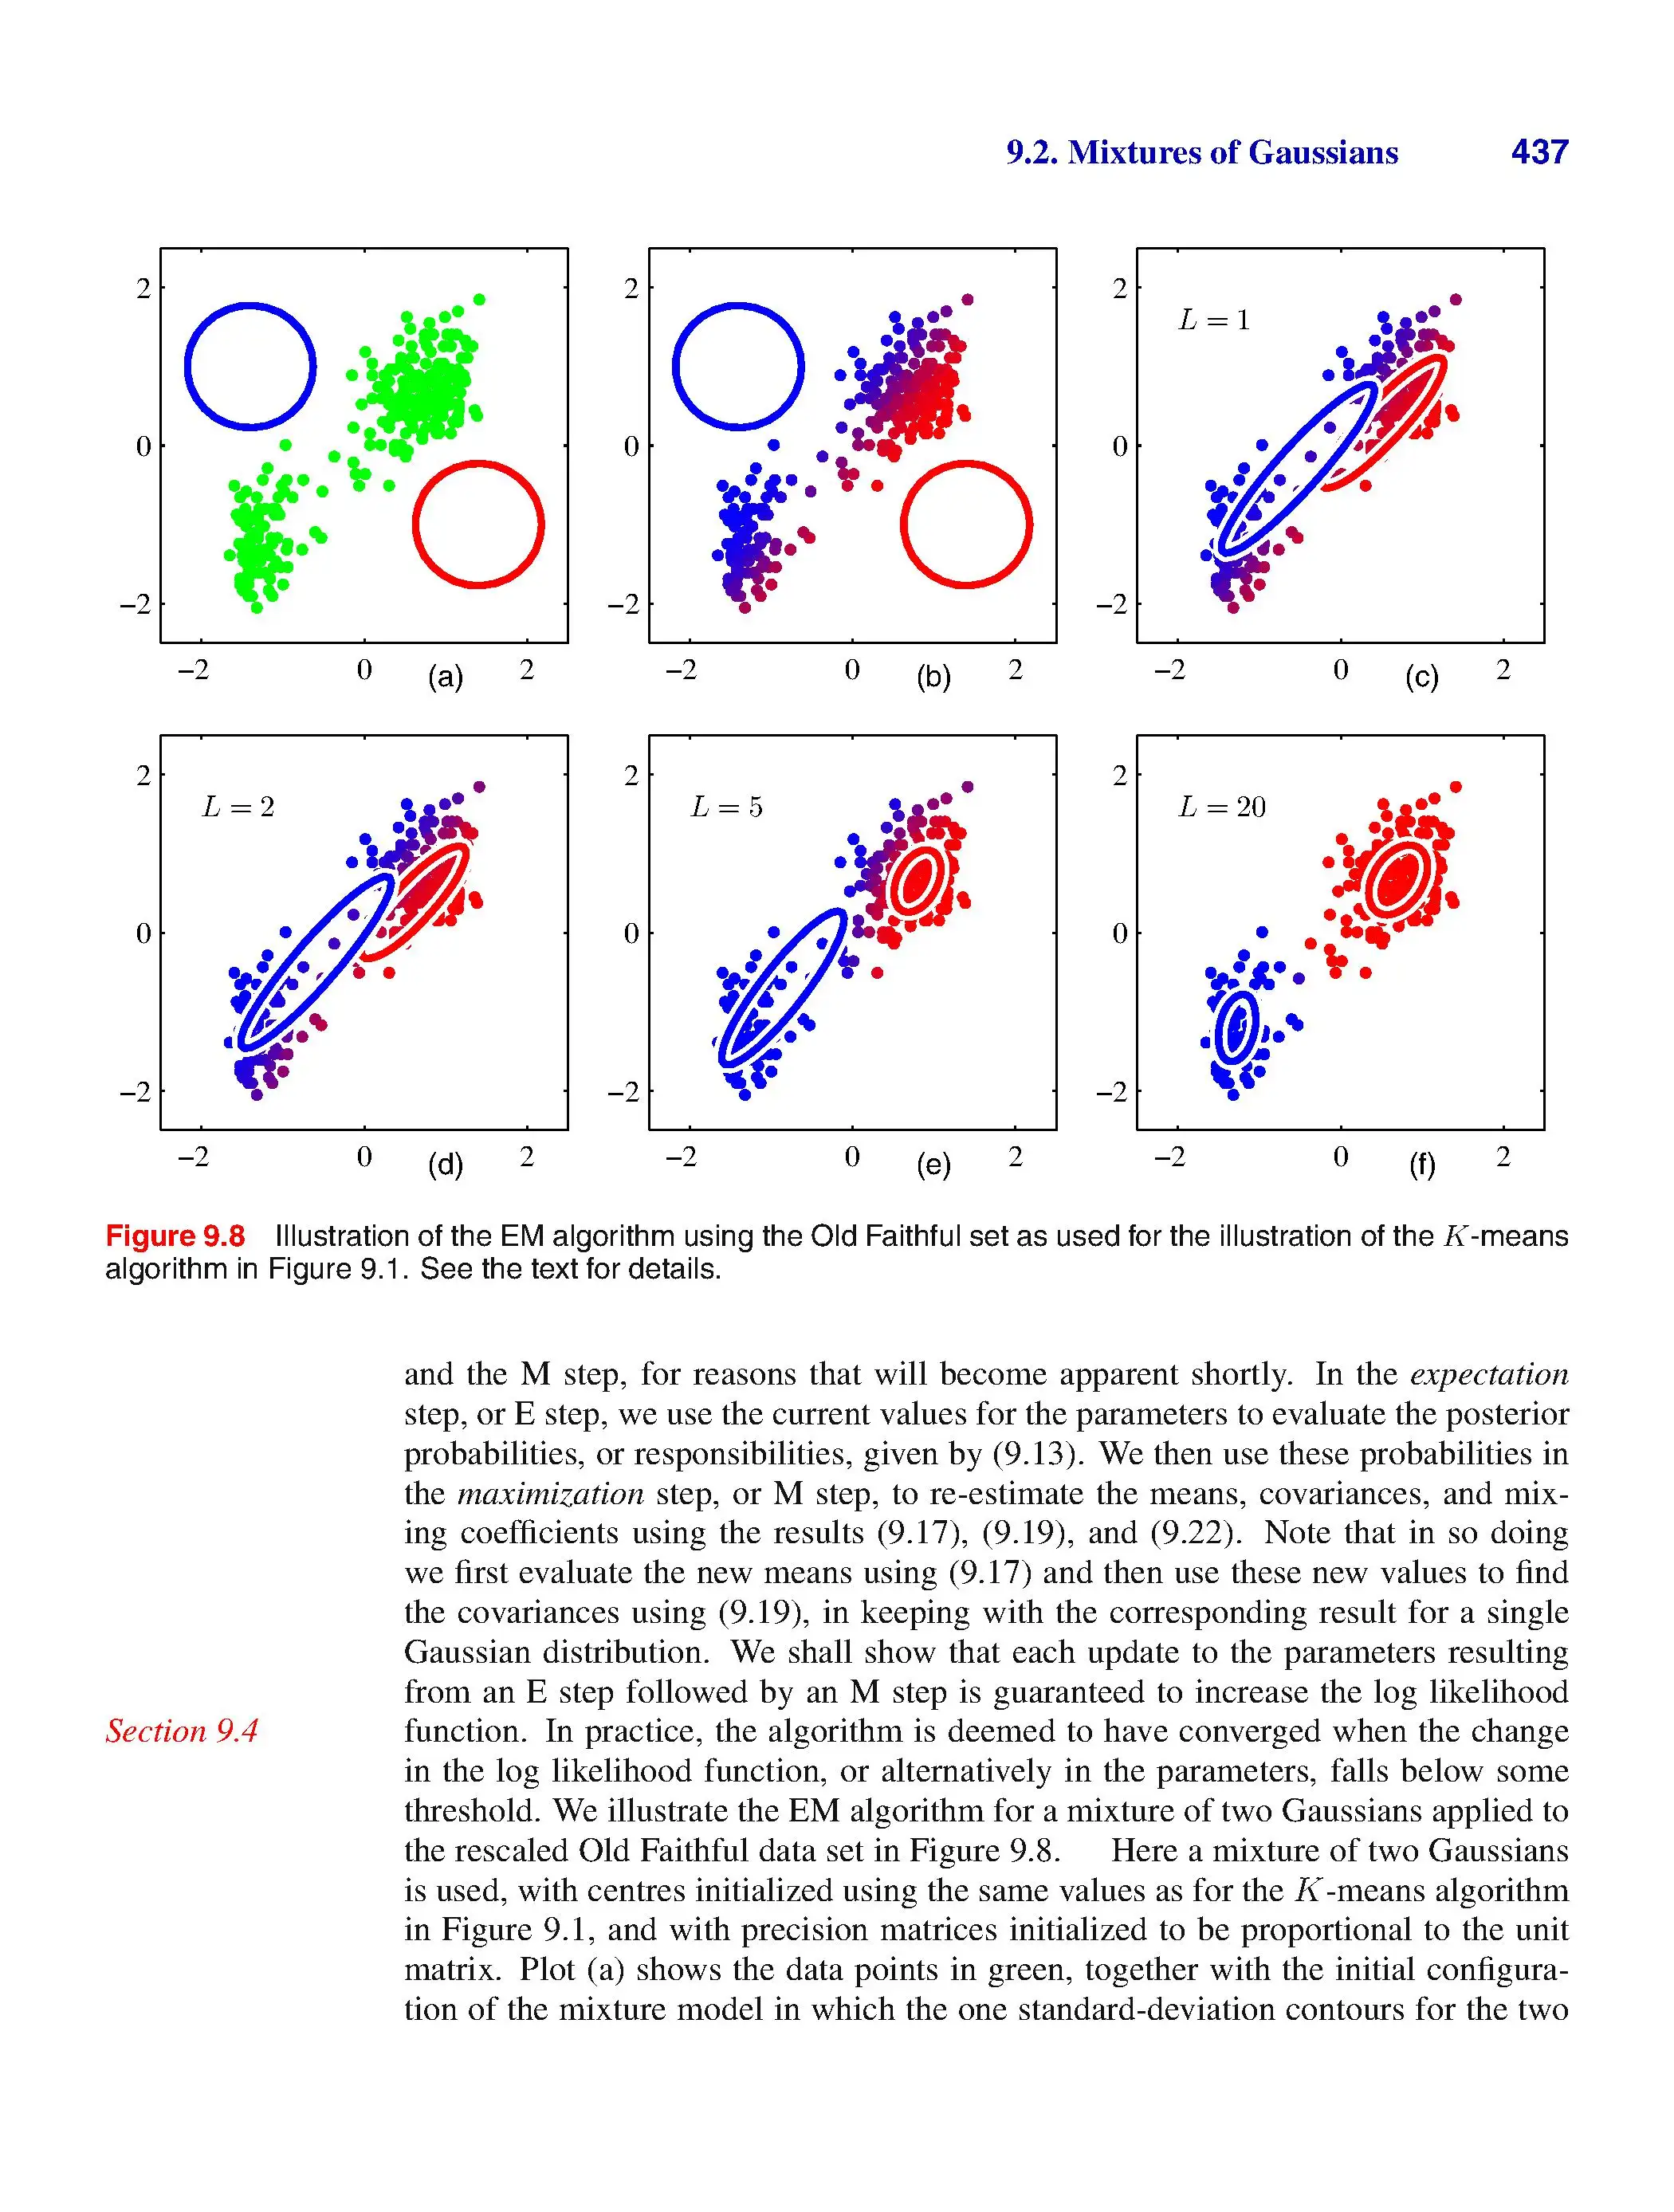 9.2. Mixtures of Gaussians 437
2
0
−2
−2 0 (a) 2
2
0
−2
−2 0 (b) 2
L = 1
2
0
−2
−2 0 (c) 2
L = 2
2
0
−2
−2 0 (d) 2
L = 5
2
0
−2
−2 0 (e) 2
L = 20
2
0
−2
−2 0 (f) 2
Figure 9.8 Illustration of the EM algorithm using the Old Faithful set as used for the illustration of the K-means
algorithm in Figure 9.1. See the text for details.
and the M step, for reasons that will become apparent shortly. In the expectation
step, or E step, we use the current values for the parameters to evaluate the posterior
probabilities, or responsibilities, given by (9.13). We then use these probabilities in
the maximization step, or M step, to re-estimate the means, covariances, and mix-
ing coefficients using the results (9.17), (9.19), and (9.22). Note that in so doing
we first evaluate the new means using (9.17) and then use these new values to find
the covariances using (9.19), in keeping with the corresponding result for a single
Gaussian distribution. We shall show that each update to the parameters resulting
from an E step followed by an M step is guaranteed to increase the log likelihood
Section 9.4
function. In practice, the algorithm is deemed to have converged when the change
in the log likelihood function, or alternatively in the parameters, falls below some
threshold. We illustrate the EM algorithm for a mixture of two Gaussians applied to
the rescaled Old Faithful data set in Figure 9.8. Here a mixture of two Gaussians
is used, with centres initialized using the same values as for the K-means algorithm
in Figure 9.1, and with precision matrices initialized to be proportional to the unit
matrix. Plot (a) shows the data points in green, together with the initial configura-
tion of the mixture model in which the one standard-deviation contours for the two